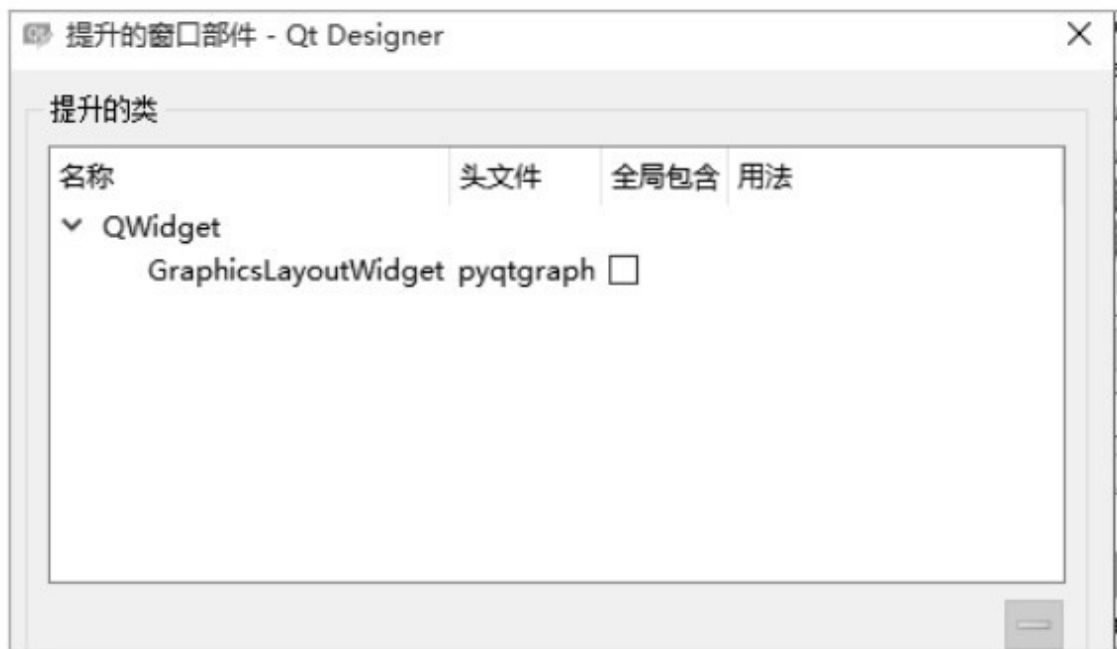 提升的窗口部件 - Qt Designer
提升的类
名称 头文件 全局包含 用法
QWidget
GraphicsLayoutWidget pyqtgraph